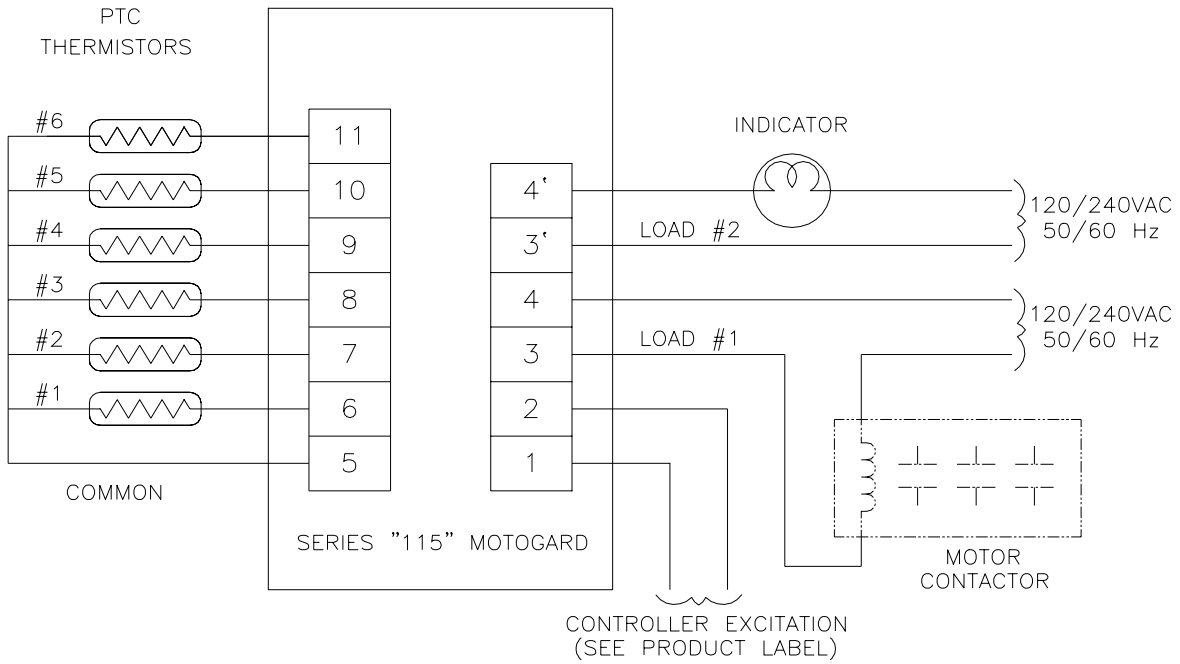 PTC
THERMISTORS
#6
#5
#4
#3
#2
#1
COMMON
11
10
9
8
7
6
5
4'
3'
4
3
2
1
SERIES "115" MOTOGARD
INDICATOR
LOAD #2
120/240VAC
50/60 Hz
LOAD #1
120/240VAC
50/60 Hz
MOTOR
CONTACTOR
CONTROLLER EXCITATION
(SEE PRODUCT LABEL)